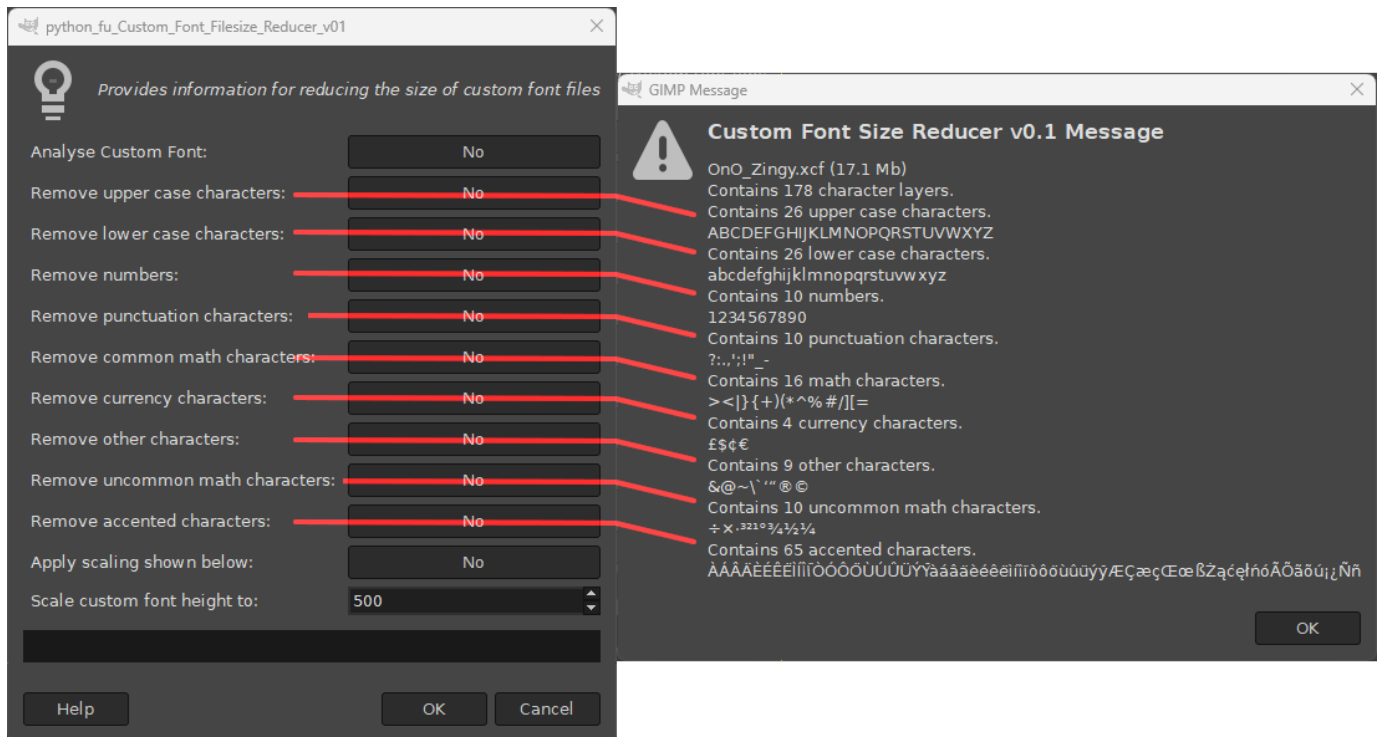 python_fu_Custom_Font_Filesize_Reducer_v01
Provides information for reducing the size of custom font files
Analyse Custom Font: No
Remove upper case characters: No
Remove lower case characters: No
Remove numbers: No
Remove punctuation characters: No
Remove common math characters: No
Remove currency characters: No
Remove other characters: No
Remove uncommon math characters: No
Remove accented characters: No
Apply scaling shown below: No
Scale custom font height to: 500
Help OK Cancel
GIMP Message
Custom Font Size Reducer v0.1 Message
OnO_Zingy.xcf (17.1 Mb)
Contains 178 character layers.
Contains 26 upper case characters.
ABCDEFGHIJKLMNOPQRSTUVWXYZ
Contains 26 lower case characters.
abcdefghijklmnopqrstuvwxyz
Contains 10 numbers.
1234567890
Contains 10 punctuation characters.
?:.,';!"_-
Contains 16 math characters.
><|}{+)(*^%#/][=
Contains 4 currency characters.
£$¢€
Contains 9 other characters.
&@~\`‘“®©
Contains 10 uncommon math characters.
÷×·³²¹°¾½¼
Contains 65 accented characters.
ÀÁÂÄÈÉÊËÌÍÎÏÒÓÔÖÙÚÛÜÝŸàáâäèéêëìíîïòôöùûüýÿÆÇæçŒœßŻąćęłńóÃÕãõú¡¿Ññ
OK